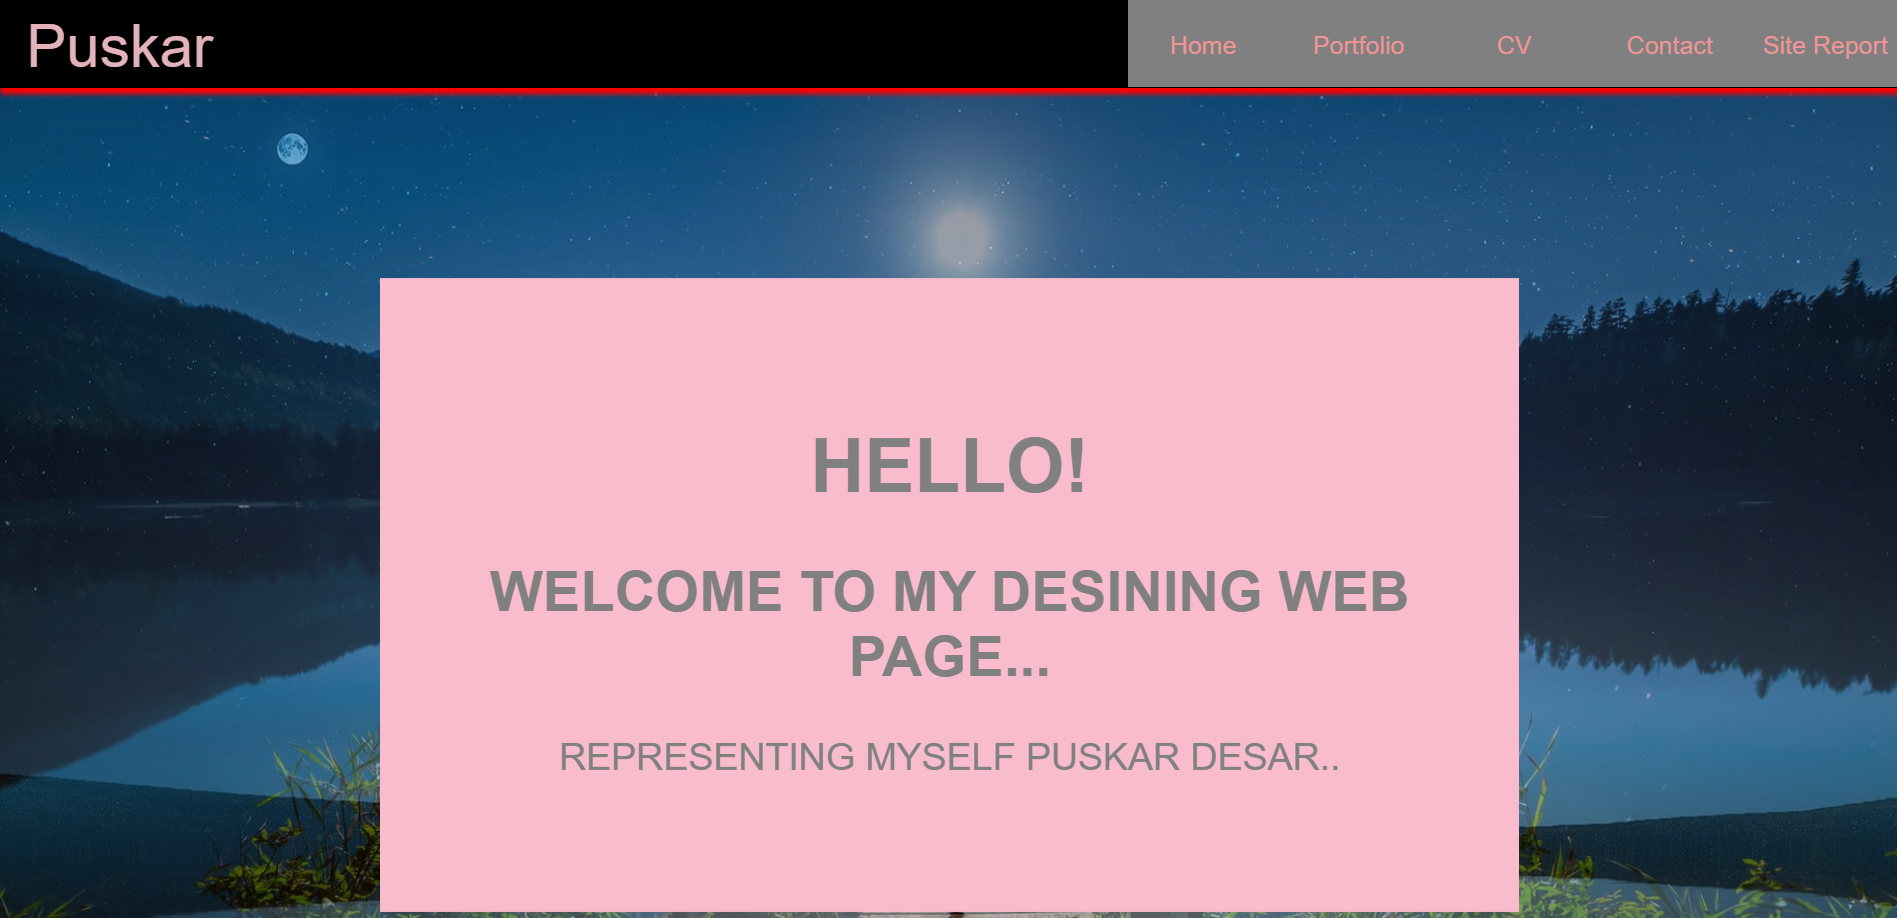 Puskar
Home Portfolio CV Contact Site Report
HELLO!
WELCOME TO MY DESINING WEB
PAGE...
REPRESENTING MYSELF PUSKAR DESAR..